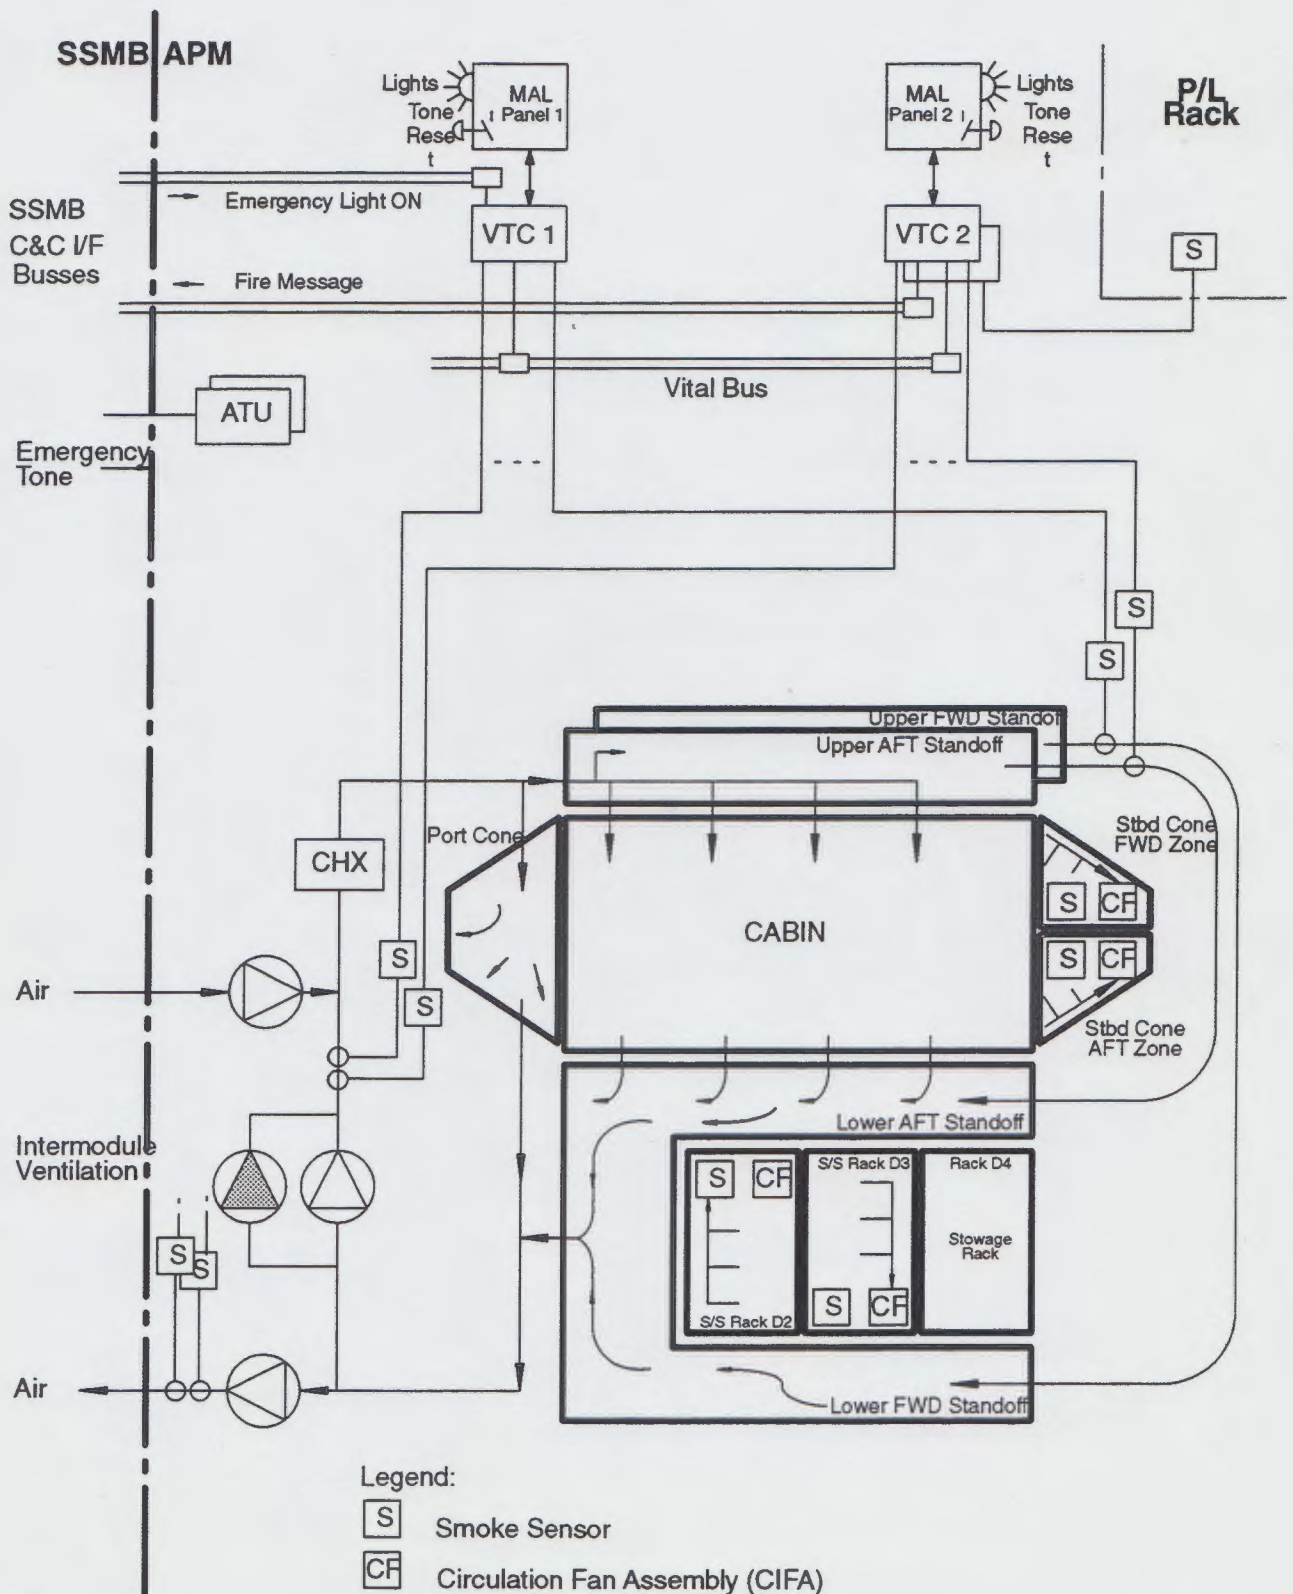 SSMB APM
Lights
Tone
Rese
t
MAL
Panel 1
MAL
Panel 2
Lights
Tone
Rese
t
P/L
Rack
SSMB
C&C I/F
Busses
Emergency Light ON
VTC 1
VTC 2
S
Fire Message
Vital Bus
ATU
Emergency
Tone
S
S
Upper FWD Standoff
Upper AFT Standoff
CHX
Port Cone
Stbd Cone
FWD Zone
S CF
CABIN
S
S CF
S
Air
Stbd Cone
AFT Zone
Lower AFT Standoff
Intermodule
Ventilation
S/S Rack D3
Rack D4
S CF
Stowage
Rack
S
S
S CF
S/S Rack D2
Air
Lower FWD Standoff
Legend:
S Smoke Sensor
CF Circulation Fan Assembly (CIFA)